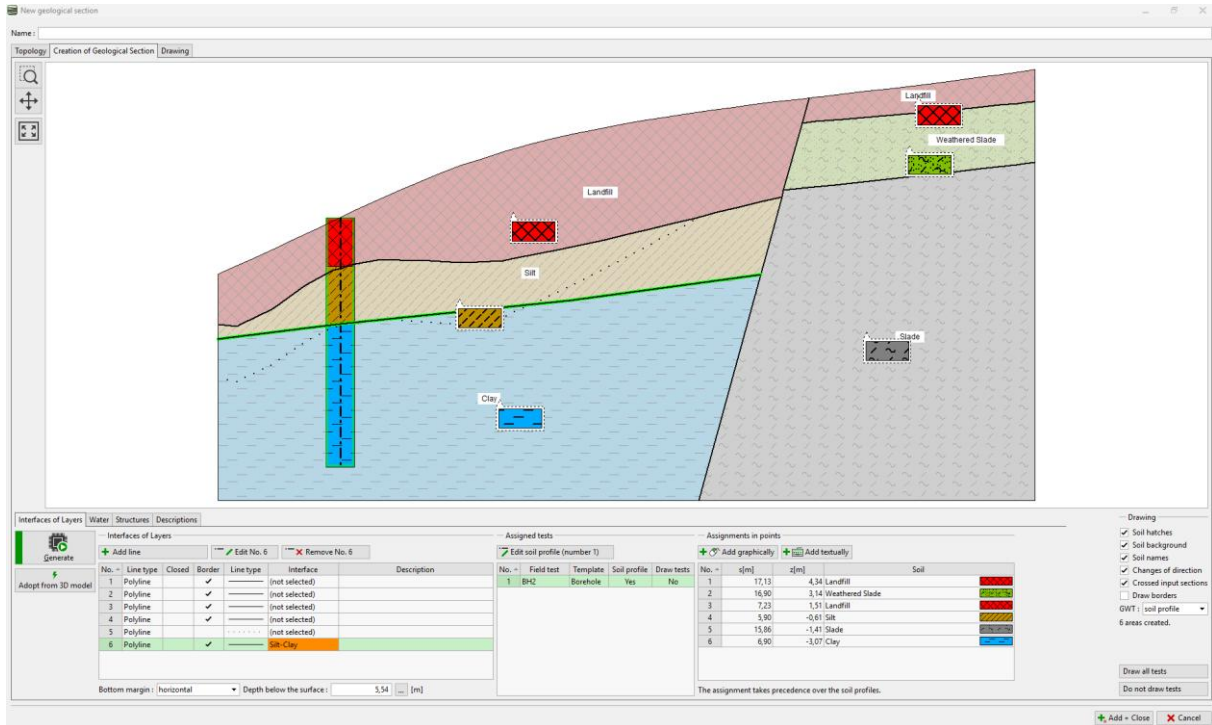 New geological section
Name :
Topology Creation of Geological Section Drawing
Landfill
Weathered Slade
Landfill
Silt
Slade
Clay
Interfaces of Layers Water Structures Descriptions
Generate
Adopt from 3D model
Interfaces of Layers
Add line Edit No. 6 Remove No. 6
No. Line type Closed Border Line type Interface Description
1 Polyline (not selected)
2 Polyline (not selected)
3 Polyline (not selected)
4 Polyline (not selected)
5 Polyline (not selected)
6 Polyline Silt-Clay
Bottom margin : horizontal Depth below the surface : 5,54 ... [m]
Assigned tests
Edit soil profile (number 1)
No. Field test Template Soil profile Draw tests
1 BH2 Borehole Yes No
Assignments in points
Add graphically Add textually
No. s[m] z[m] Soil
1 17,13 4,34 Landfill
2 16,90 3,14 Weathered Slade
3 7,23 1,51 Landfill
4 5,90 -0,61 Silt
5 15,86 -1,41 Slade
6 6,90 -3,07 Clay
The assignment takes precedence over the soil profiles.
Drawing
Soil hatches
Soil background
Soil names
Changes of direction
Crossed input sections
Draw borders
GWT : soil profile
6 areas created.
Draw all tests
Do not draw tests
Add + Close Cancel